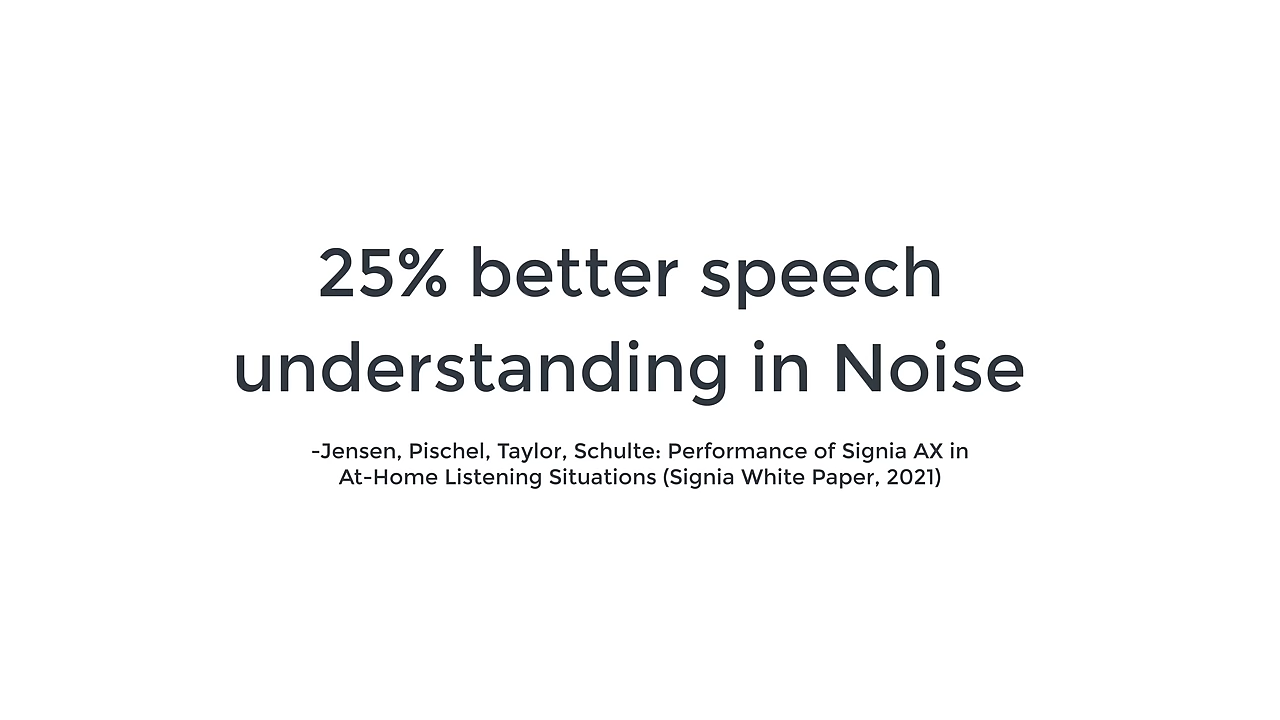 25% better speech
understanding in Noise
-Jensen, Pischel, Taylor, Schulte: Performance of Signia AX in
At-Home Listening Situations (Signia White Paper, 2021)